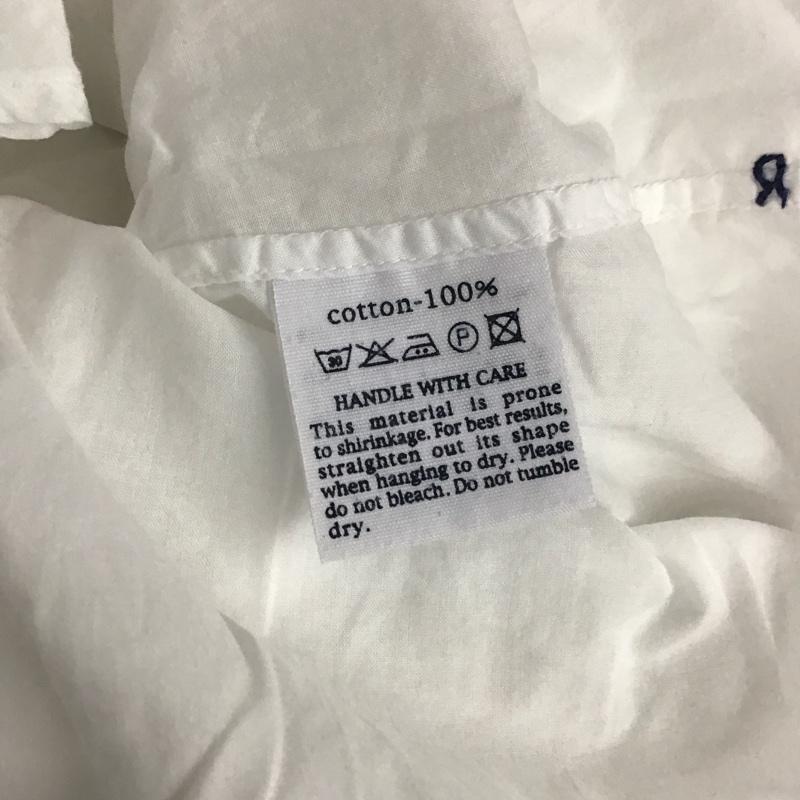 Я
cotton-100%
30 P
HANDLE WITH CARE
This material is prone
to shirinkage. For best results,
straighten out its shape
when hanging to dry. Please
do not bleach. Do not tumble
dry.